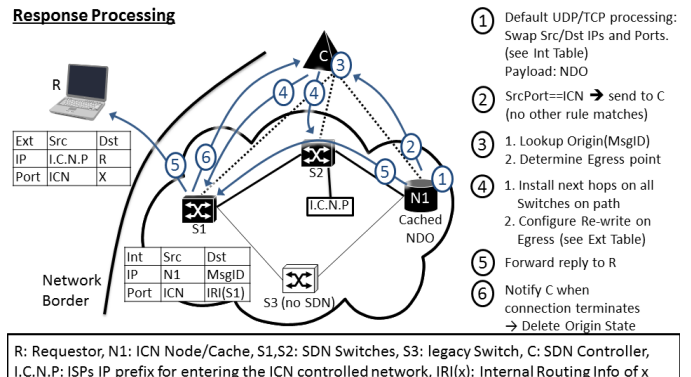 Response Processing
R
Ext Src Dst
IP I.C.N.P R
Port ICN X
C
3
4
4
5
6
2
5
1
S2
I.C.N.P
N1
Cached
NDO
S1
Int Src Dst
IP N1 MsgID
Port ICN IRI(S1)
S3 (no SDN)
Network
Border
1 Default UDP/TCP processing:
Swap Src/Dst IPs and Ports.
(see Int Table)
Payload: NDO
2 SrcPort==ICN ➔ send to C
(no other rule matches)
3 1. Lookup Origin(MsgID)
2. Determine Egress point
4 1. Install next hops on all
Switches on path
2. Configure Re-write on
Egress (see Ext Table)
5 Forward reply to R
6 Notify C when
connection terminates
→ Delete Origin State
R: Requestor, N1: ICN Node/Cache, S1,S2: SDN Switches, S3: legacy Switch, C: SDN Controller,
I.C.N.P: ISPs IP prefix for entering the ICN controlled network, IRI(x): Internal Routing Info of x